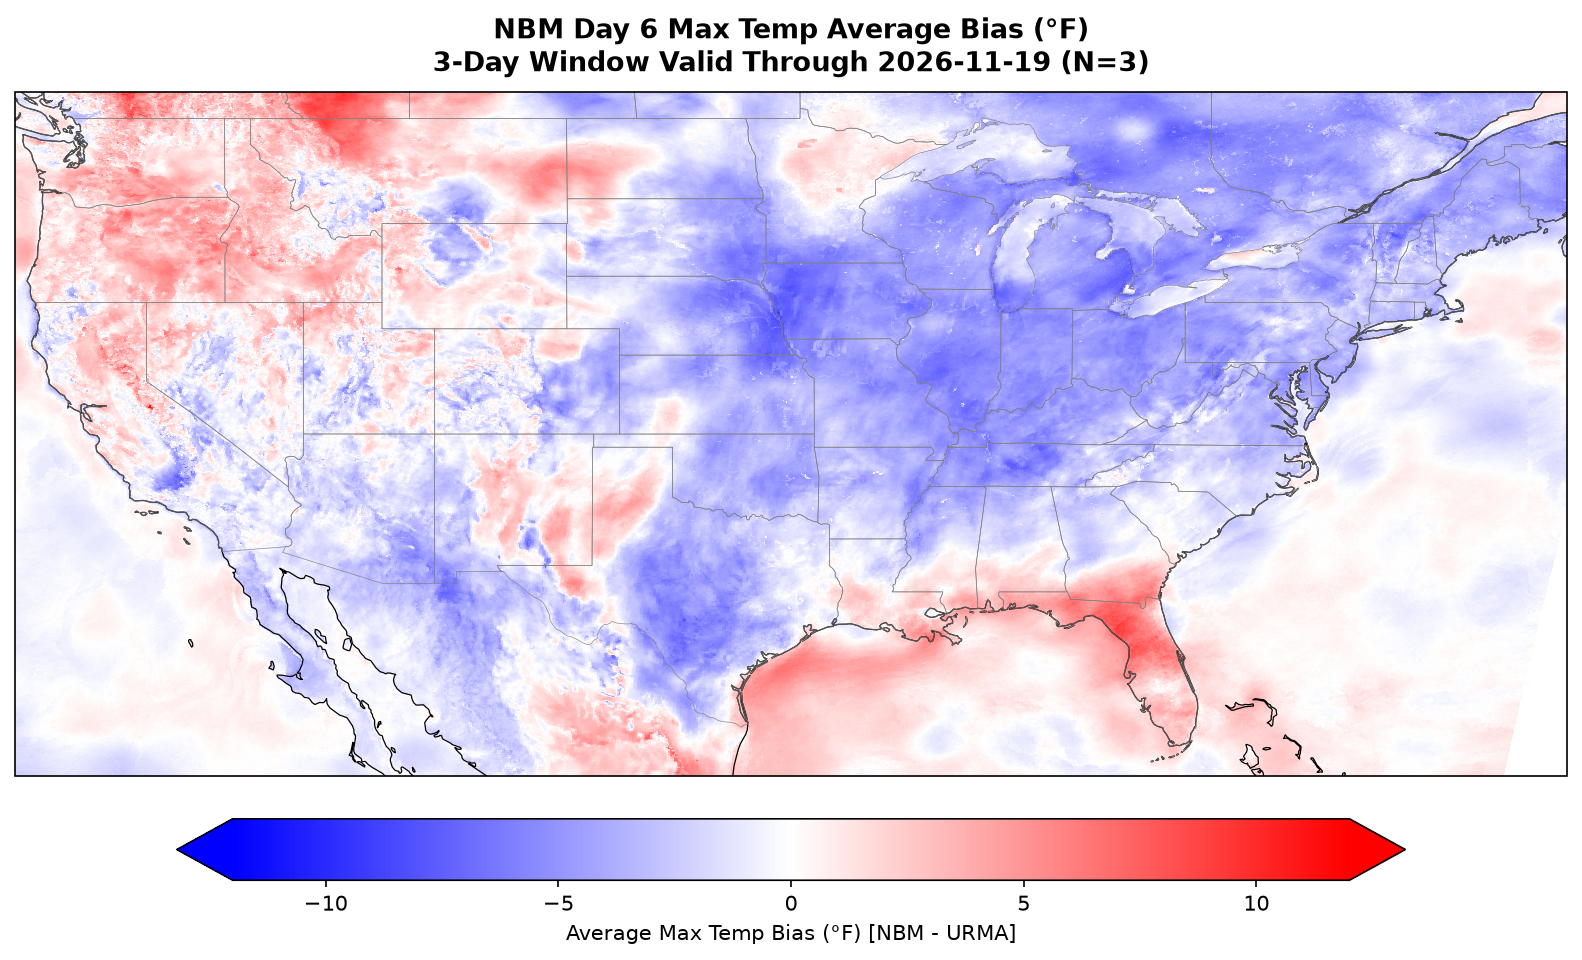 NBM Day 6 Max Temp Average Bias (°F)
3-Day Window Valid Through 2026-11-19 (N=3)
−10 −5 0 5 10
Average Max Temp Bias (°F) [NBM - URMA]